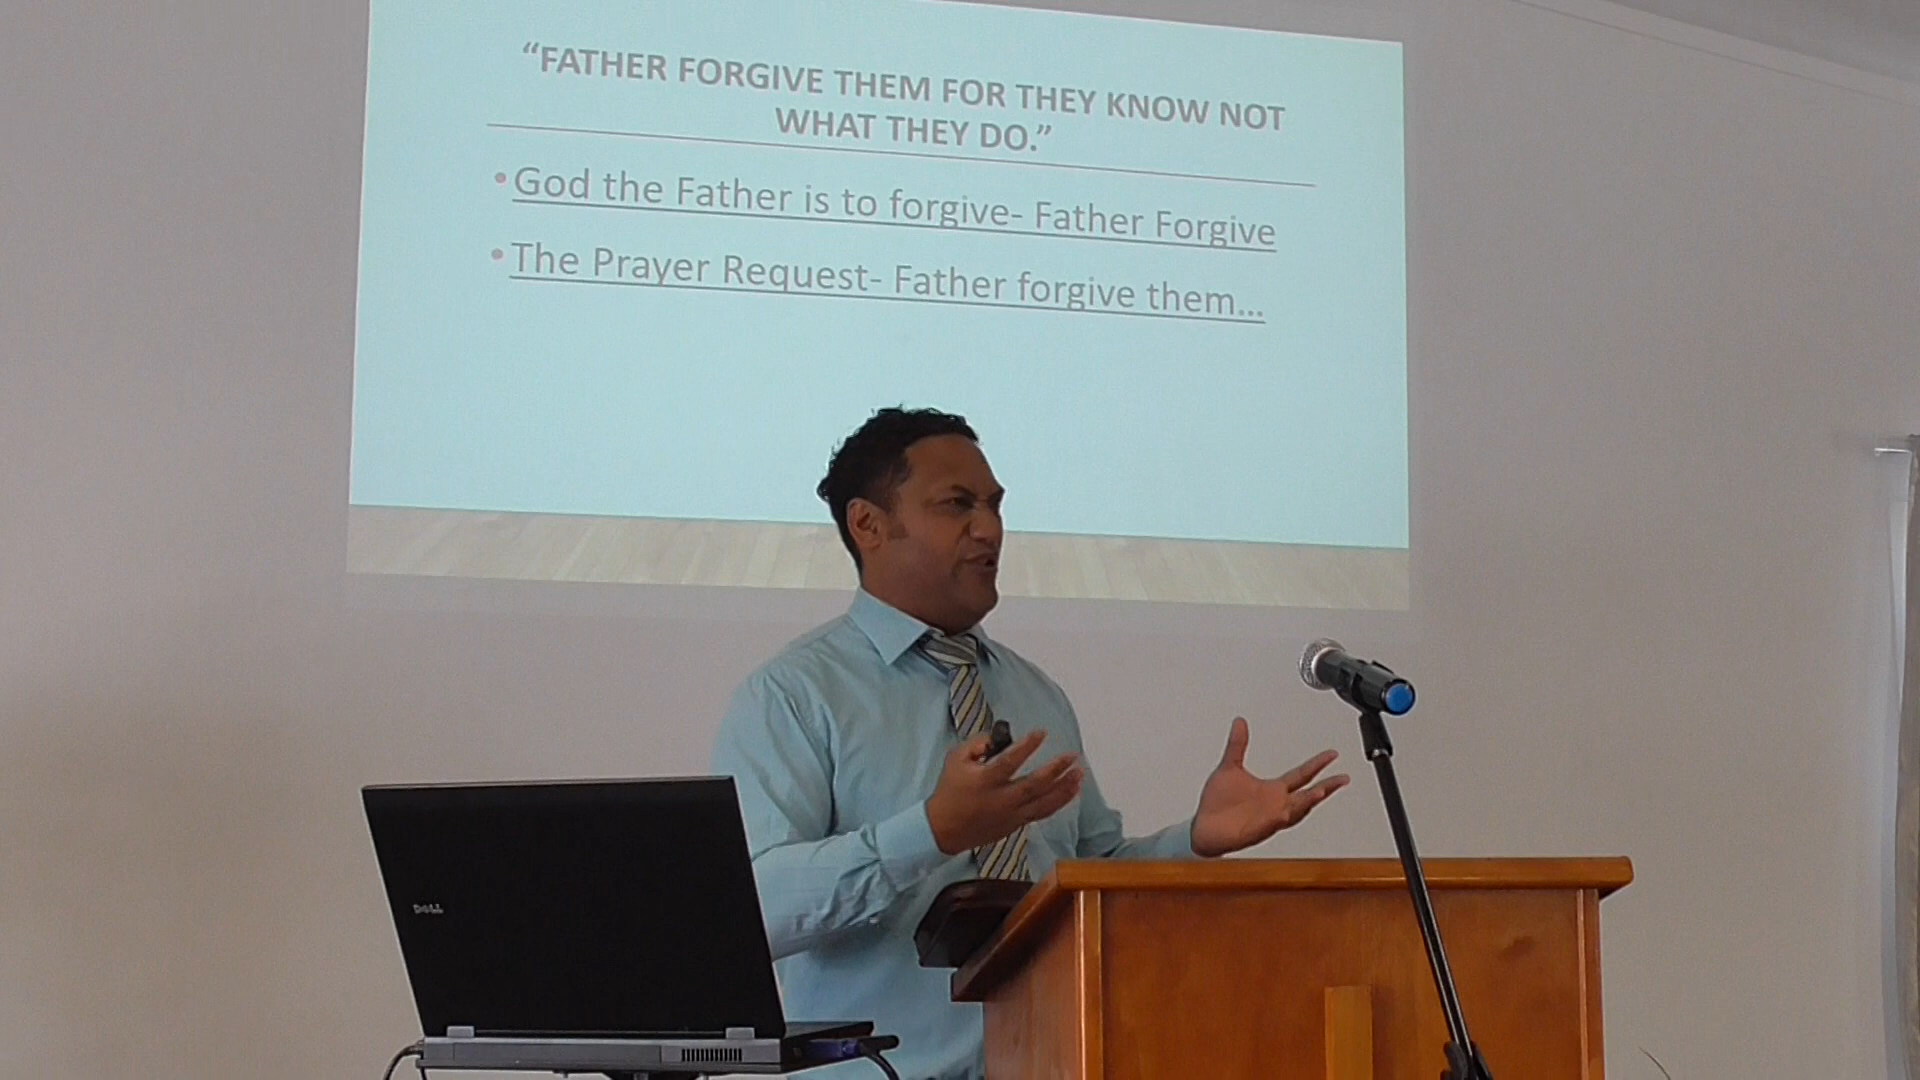 “FATHER FORGIVE THEM FOR THEY KNOW NOT
WHAT THEY DO.”
• God the Father is to forgive- Father Forgive
• The Prayer Request- Father forgive them...
DELL